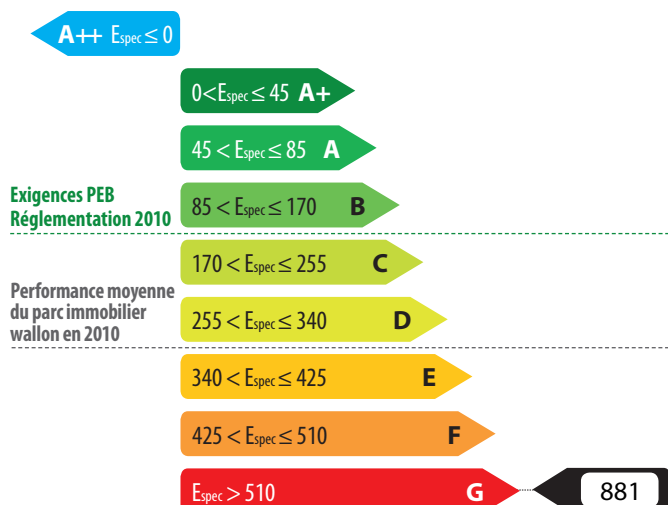 A++ Espec ≤ 0
0<Espec ≤ 45 A+
45 < Espec ≤ 85 A
Exigences PEB
Réglementation 2010
85 < Espec ≤ 170 B
170 < Espec ≤ 255 C
Performance moyenne
du parc immobilier
wallon en 2010
255 < Espec ≤ 340 D
340 < Espec ≤ 425 E
425 < Espec ≤ 510 F
Espec > 510 G 881